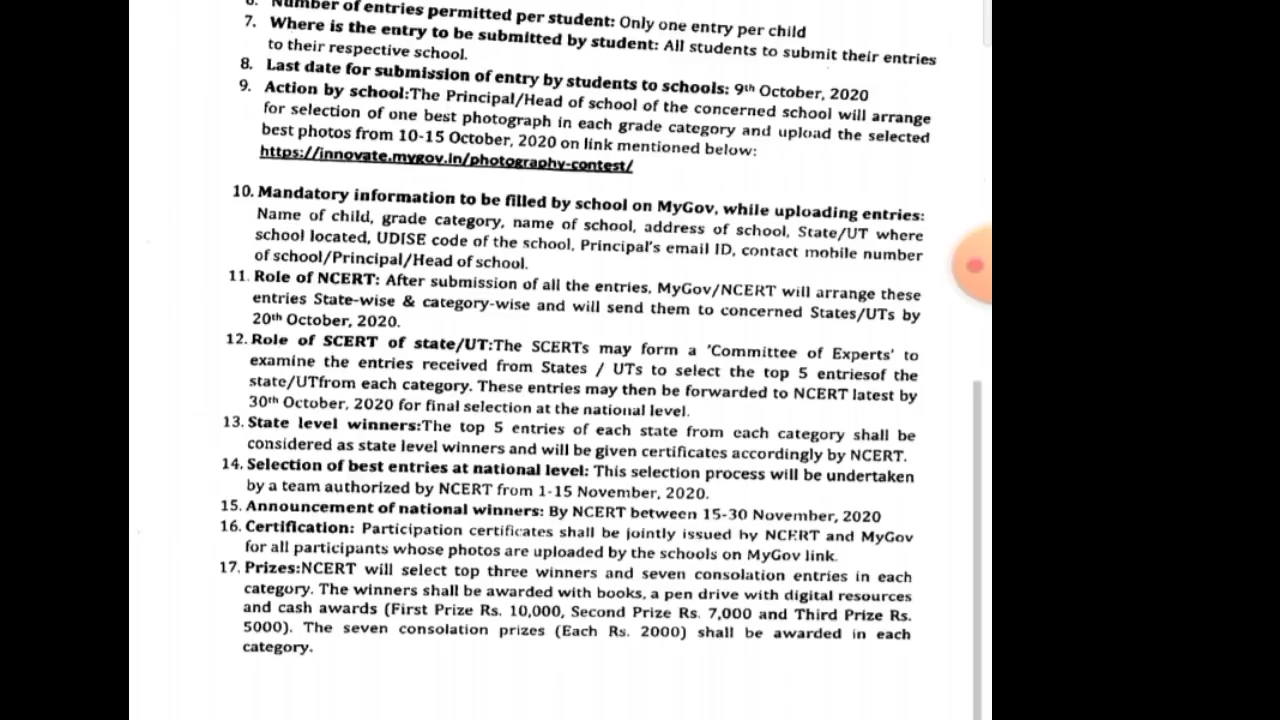 6. Number of entries permitted per student: Only one entry per child
7. Where is the entry to be submitted by student: All students to submit their entries
to their respective school.
8. Last date for submission of entry by students to schools: 9th October, 2020
9. Action by school:The Principal/Head of school of the concerned school will arrange
for selection of one best photograph in each grade category and upload the selected
best photos from 10-15 October, 2020 on link mentioned below:
https://innovate.mygov.in/photography-contest/
10. Mandatory information to be filled by school on MyGov, while uploading entries:
Name of child, grade category, name of school, address of school, State/UT where
school located, UDISE code of the school, Principal's email ID, contact mobile number
of school/Principal/Head of school.
11. Role of NCERT: After submission of all the entries, MyGov/NCERT will arrange these
entries State-wise & category-wise and will send them to concerned States/UTs by
20th October, 2020.
12. Role of SCERT of state/UT:The SCERTs may form a 'Committee of Experts' to
examine the entries received from States / UTs to select the top 5 entriesof the
state/UTfrom each category. These entries may then be forwarded to NCERT latest by
30th October, 2020 for final selection at the national level.
13. State level winners:The top 5 entries of each state from each category shall be
considered as state level winners and will be given certificates accordingly by NCERT.
14. Selection of best entries at national level: This selection process will be undertaken
by a team authorized by NCERT from 1-15 November, 2020.
15. Announcement of national winners: By NCERT between 15-30 November, 2020
16. Certification: Participation certificates shall be jointly issued by NCERT and MyGov
for all participants whose photos are uploaded by the schools on MyGov link.
17. Prizes:NCERT will select top three winners and seven consolation entries in each
category. The winners shall be awarded with books, a pen drive with digital resources
and cash awards (First Prize Rs. 10,000, Second Prize Rs. 7,000 and Third Prize Rs.
5000). The seven consolation prizes (Each Rs. 2000) shall be awarded in each
category.